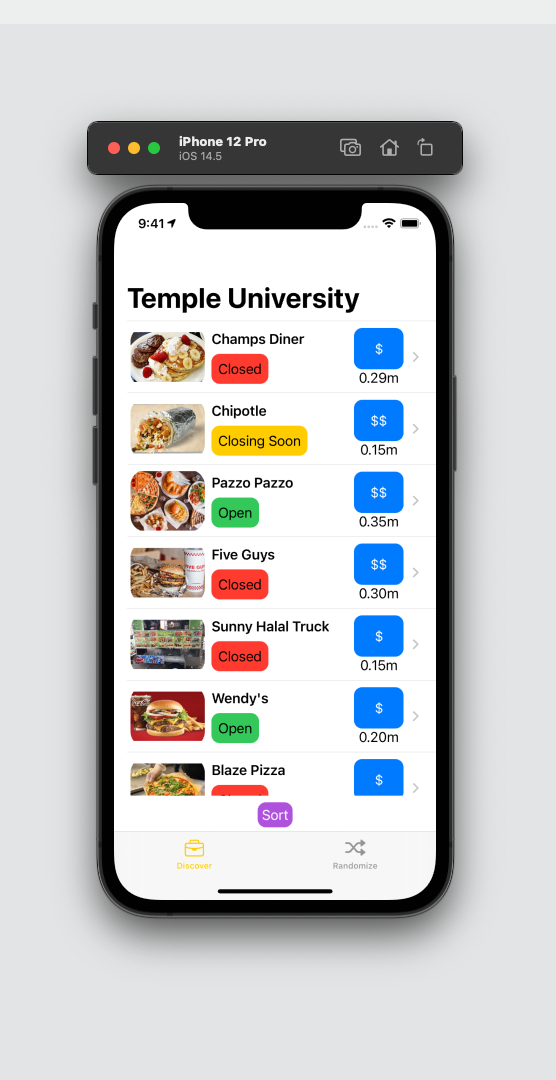 iPhone 12 Pro
iOS 14.5
9:41
Temple University
Champs Diner
Closed
$
0.29m
Chipotle
Closing Soon
$$
0.15m
Pazzo Pazzo
Open
$$
0.35m
Five Guys
Closed
$$
0.30m
Sunny Halal Truck
Closed
$
0.15m
Wendy's
Open
$
0.20m
Blaze Pizza
$
Sort
Discover
Randomize